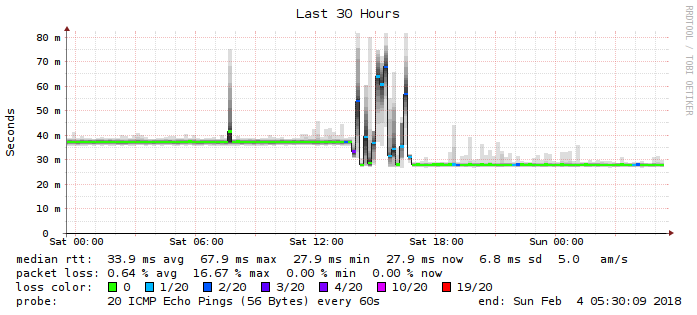 Last 30 Hours
RRDTOOL / TOBI OETIKER
Seconds
80 m
70 m
60 m
50 m
40 m
30 m
20 m
10 m
0
Sat 00:00 Sat 06:00 Sat 12:00 Sat 18:00 Sun 00:00
median rtt: 33.9 ms avg 67.9 ms max 27.9 ms min 27.9 ms now 6.8 ms sd 5.0 am/s
packet loss: 0.64 % avg 16.67 % max 0.00 % min 0.00 % now
loss color: 0 1/20 2/20 3/20 4/20 10/20 19/20
probe: 20 ICMP Echo Pings (56 Bytes) every 60s end: Sun Feb 4 05:30:09 2018